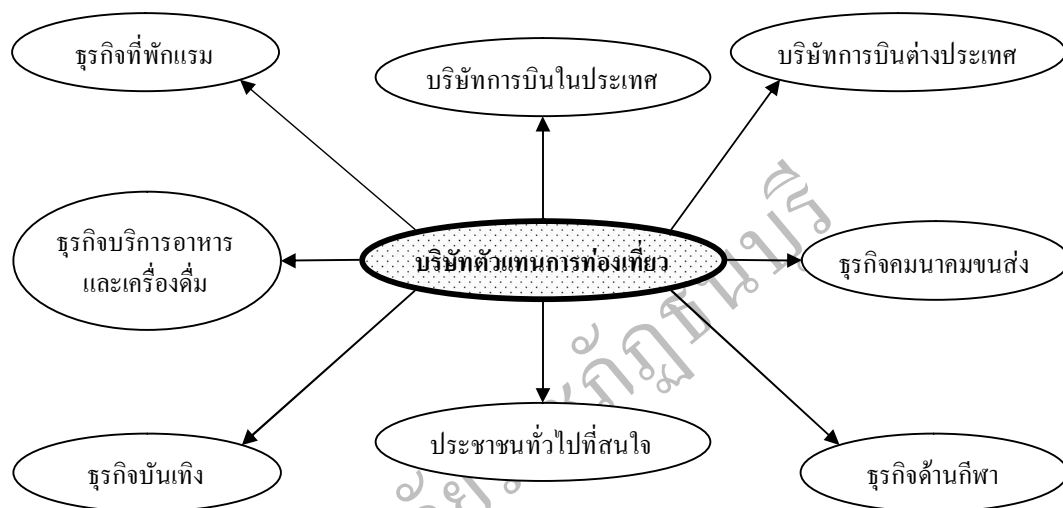 ธุรกิจที่พักแรม
บริษัทการบินในประเทศ
บริษัทการบินต่างประเทศ
ธุรกิจบริการอาหาร
และเครื่องดื่ม
บริษัทตัวแทนการท่องเที่ยว
ธุรกิจคมนาคมขนส่ง
ธุรกิจบันเทิง
ประชาชนทั่วไปที่สนใจ
ธุรกิจด้านกีฬา